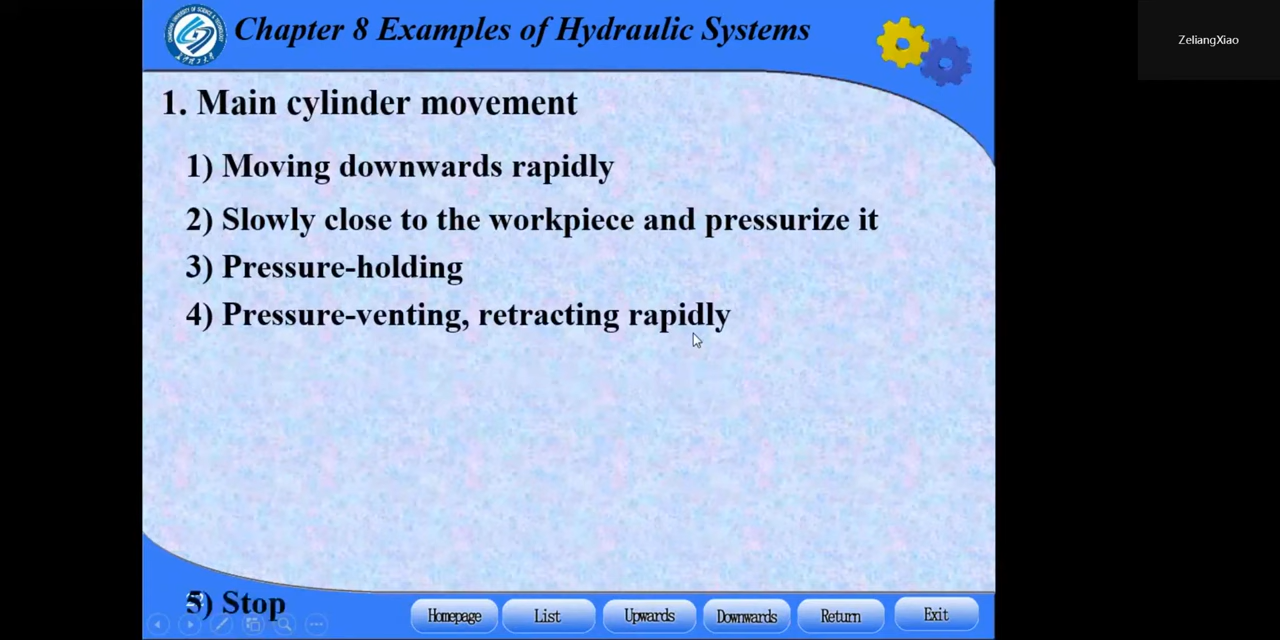 Chapter 8 Examples of Hydraulic Systems
ZeliangXiao
1. Main cylinder movement
1) Moving downwards rapidly
2) Slowly close to the workpiece and pressurize it
3) Pressure-holding
4) Pressure-venting, retracting rapidly
5) Stop
Homepage
List
Upwards
Downwards
Return
Exit